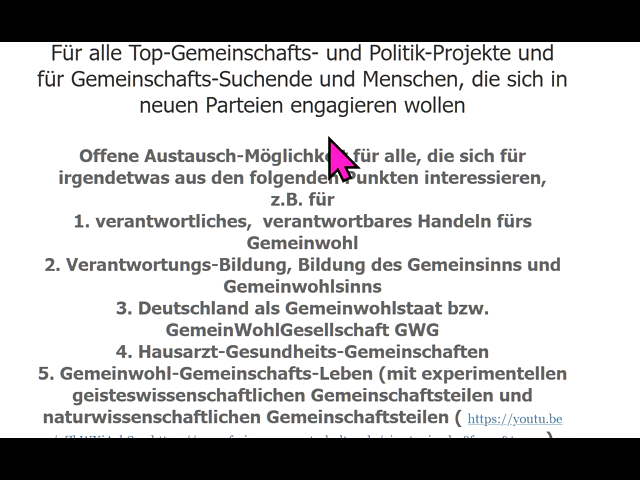 Für alle Top-Gemeinschafts- und Politik-Projekte und
für Gemeinschafts-Suchende und Menschen, die sich in
neuen Parteien engagieren wollen
Offene Austausch-Möglichkeit für alle, die sich für
irgendetwas aus den folgenden Punkten interessieren,
z.B. für
1. verantwortliches, verantwortbares Handeln fürs
Gemeinwohl
2. Verantwortungs-Bildung, Bildung des Gemeinsinns und
Gemeinwohlsinns
3. Deutschland als Gemeinwohlstaat bzw.
GemeinWohlGesellschaft GWG
4. Hausarzt-Gesundheits-Gemeinschaften
5. Gemeinwohl-Gemeinschafts-Leben (mit experimentellen
geisteswissenschaftlichen Gemeinschaftsteilen und
naturwissenschaftlichen Gemeinschaftsteilen ( https://youtu.be